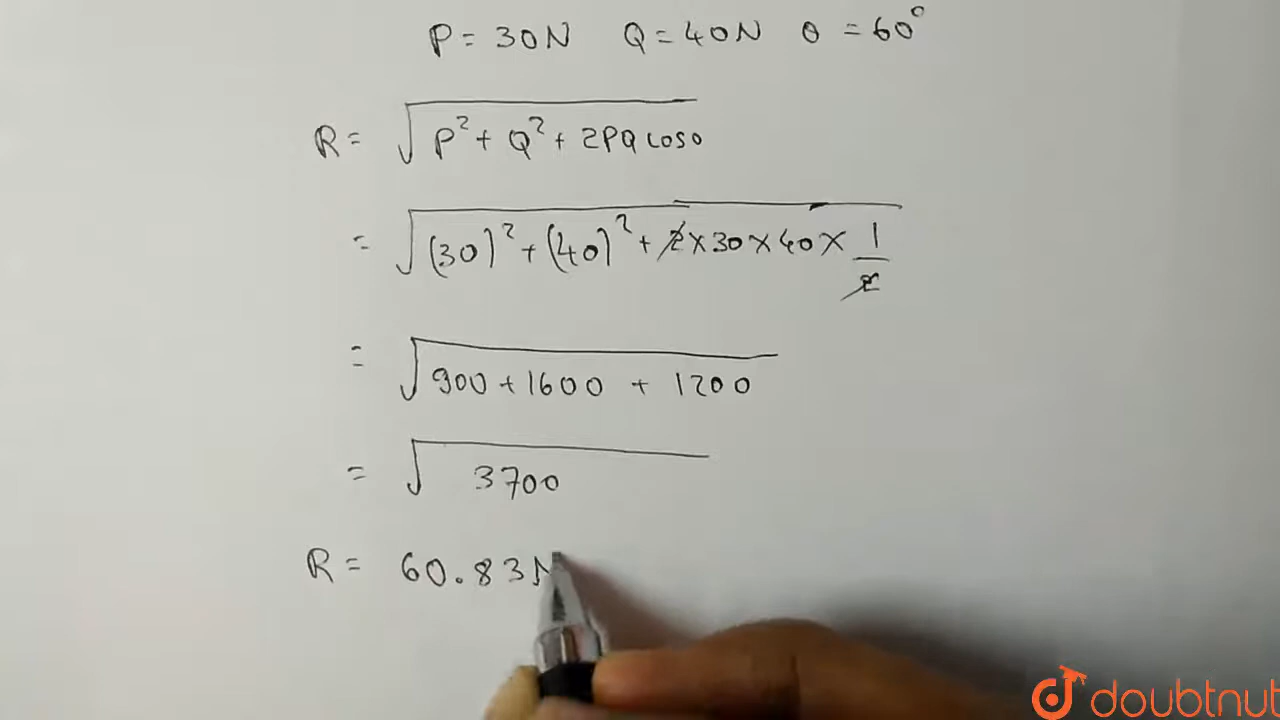 P = 30N Q = 40N θ = 60°
R = √(P² + Q² + 2PQ cosθ)
= √((30)² + (40)² + 2 × 30 × 40 × 1/2)
= √(900 + 1600 + 1200)
= √3700
R = 60.83N
doubtnut